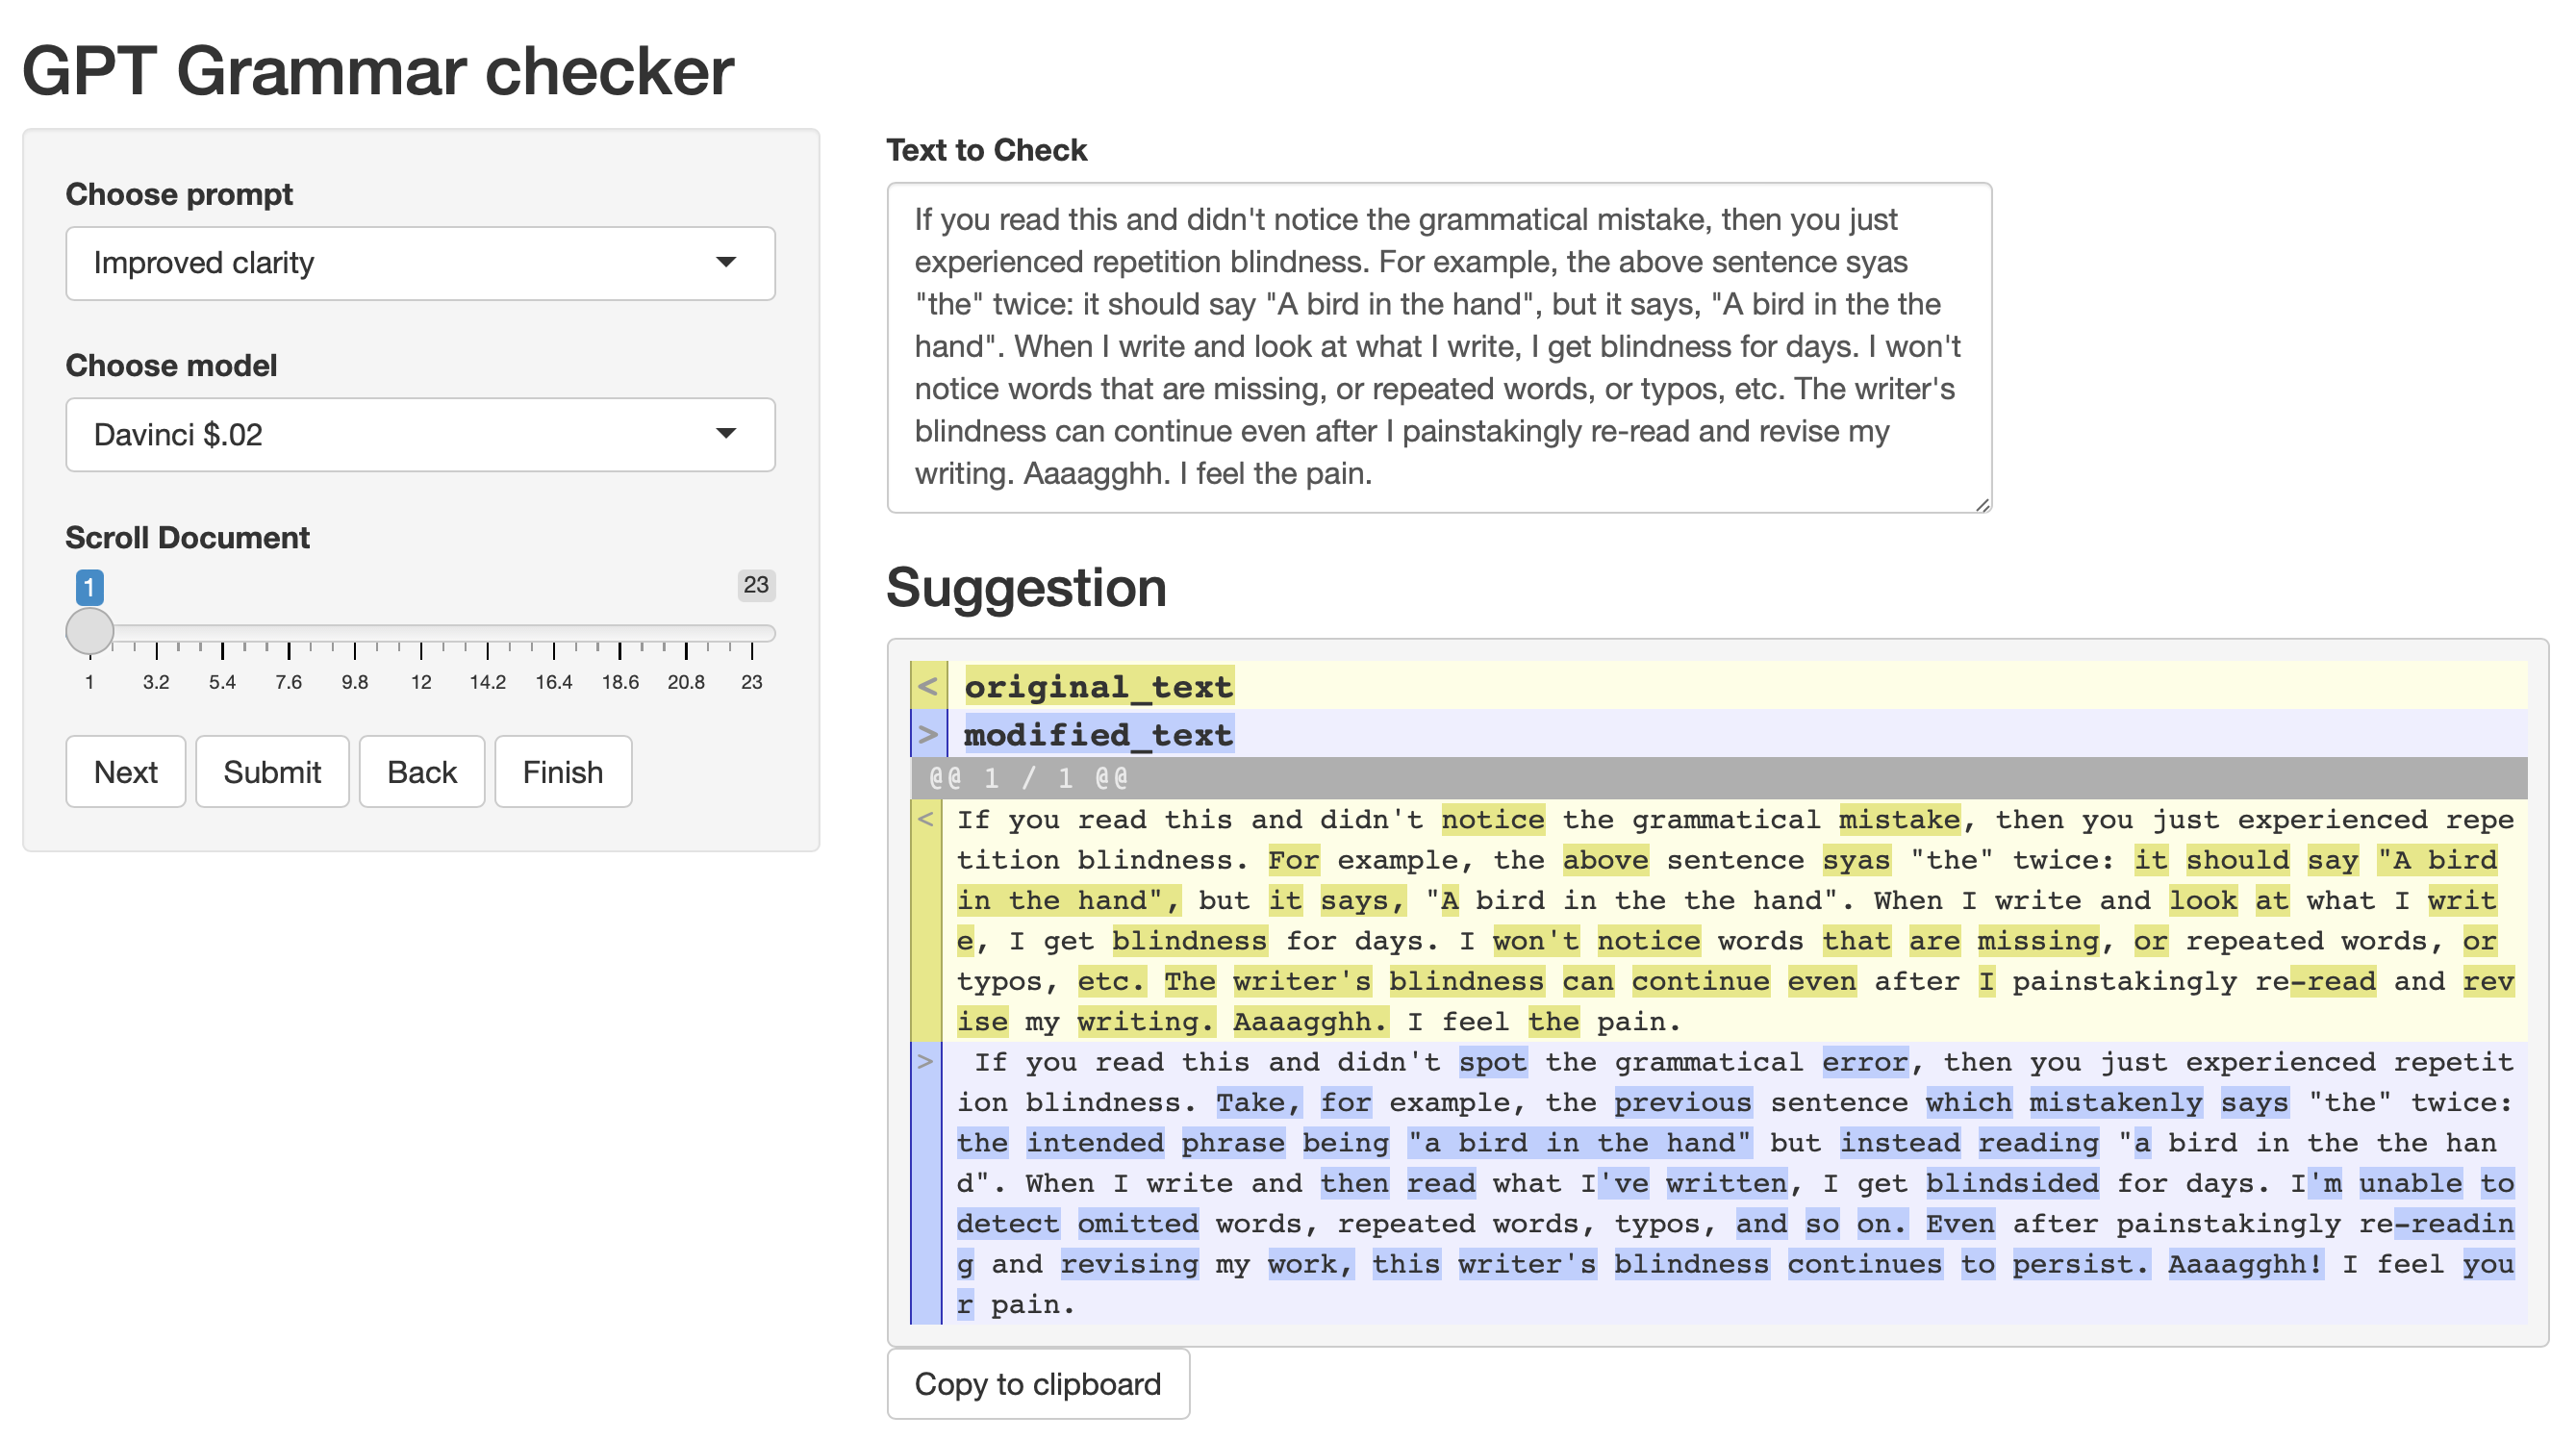 GPT Grammar checker
Choose prompt
Improved clarity
Choose model
Davinci $.02
Scroll Document
1
23
1 3.2 5.4 7.6 9.8 12 14.2 16.4 18.6 20.8 23
Next Submit Back Finish
Text to Check
If you read this and didn't notice the grammatical mistake, then you just
experienced repetition blindness. For example, the above sentence syas
"the" twice: it should say "A bird in the hand", but it says, "A bird in the the
hand". When I write and look at what I write, I get blindness for days. I won't
notice words that are missing, or repeated words, or typos, etc. The writer's
blindness can continue even after I painstakingly re-read and revise my
writing. Aaaagghh. I feel the pain.
Suggestion
< original_text
> modified_text
@@ 1 / 1 @@
< If you read this and didn't notice the grammatical mistake, then you just experienced repe
tition blindness. For example, the above sentence syas "the" twice: it should say "A bird
in the hand", but it says, "A bird in the the hand". When I write and look at what I writ
e, I get blindness for days. I won't notice words that are missing, or repeated words, or
typos, etc. The writer's blindness can continue even after I painstakingly re-read and rev
ise my writing. Aaaagghh. I feel the pain.
> If you read this and didn't spot the grammatical error, then you just experienced repetit
ion blindness. Take, for example, the previous sentence which mistakenly says "the" twice:
the intended phrase being "a bird in the hand" but instead reading "a bird in the the han
d". When I write and then read what I've written, I get blindsided for days. I'm unable to
detect omitted words, repeated words, typos, and so on. Even after painstakingly re-readin
g and revising my work, this writer's blindness continues to persist. Aaaagghh! I feel you
r pain.
Copy to clipboard